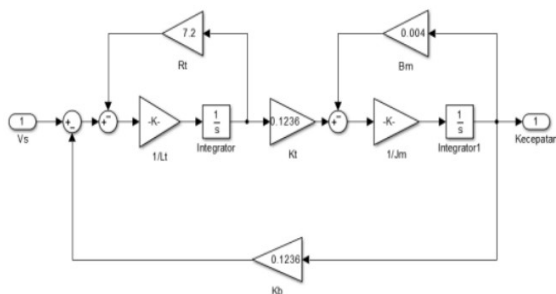 7.2
Rt
0.004
Bm
1
Vs
-K-
1/Lt
1
s
Integrator
0.1236
Kt
-K-
1/Jm
1
s
Integrator1
1
Kecepatan
0.1236
Kb